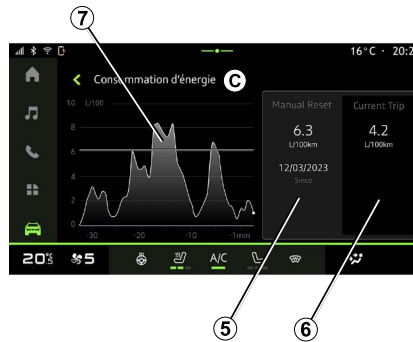 7
16°C · 20:2
Consommation d'énergie C
10 L/100
8
6
4
2
0
-30 -20 -10 -1min
Manual Reset
6.3
L/100km
12/03/2023
Since
Current Trip
4.2
L/100km
5 A/C
5 6